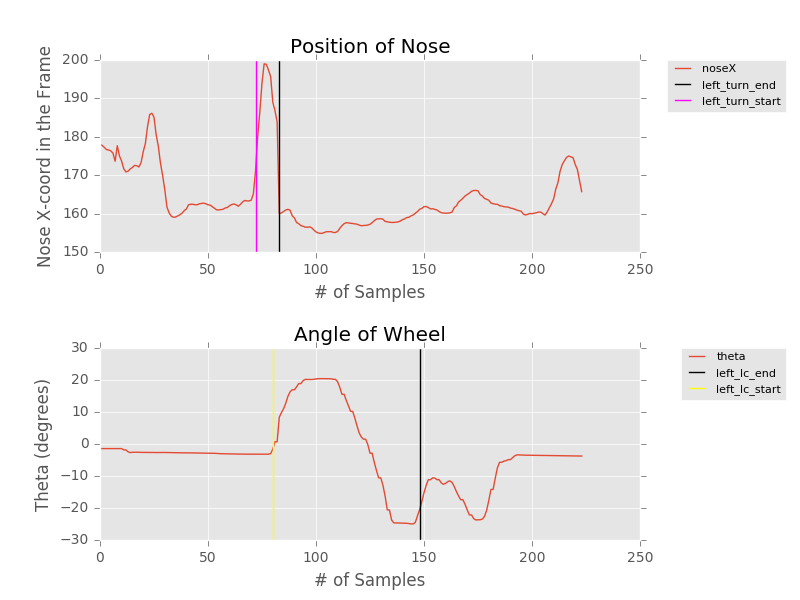 Position of Nose
Nose X-coord in the Frame
200
190
180
170
160
150
0
50
100
150
200
250
# of Samples
noseX
left_turn_end
left_turn_start
Angle of Wheel
Theta (degrees)
30
20
10
0
−10
−20
−30
0
50
100
150
200
250
# of Samples
theta
left_lc_end
left_lc_start